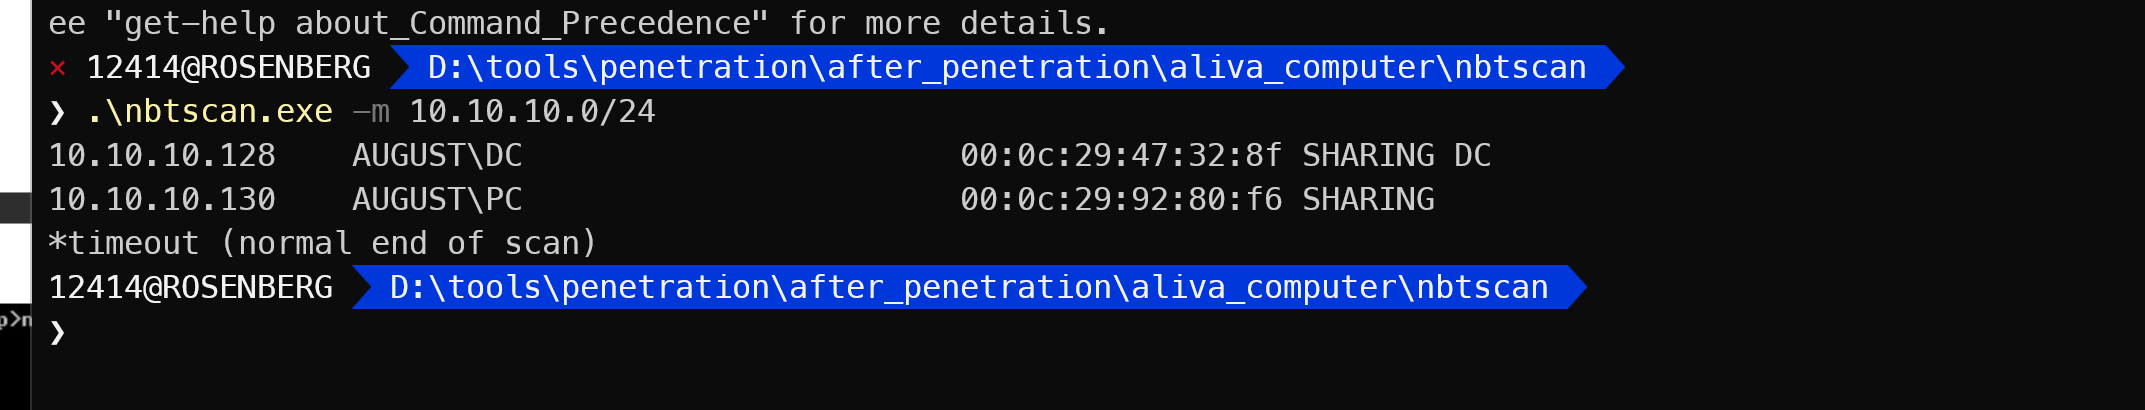 ee "get-help about_Command_Precedence" for more details.
× 12414@ROSENBERG D:\tools\penetration\after_penetration\aliva_computer\nbtscan
❯ .\nbtscan.exe -m 10.10.10.0/24
10.10.10.128    AUGUST\DC                       00:0c:29:47:32:8f SHARING DC
10.10.10.130    AUGUST\PC                       00:0c:29:92:80:f6 SHARING
*timeout (normal end of scan)
12414@ROSENBERG D:\tools\penetration\after_penetration\aliva_computer\nbtscan
p>n
❯